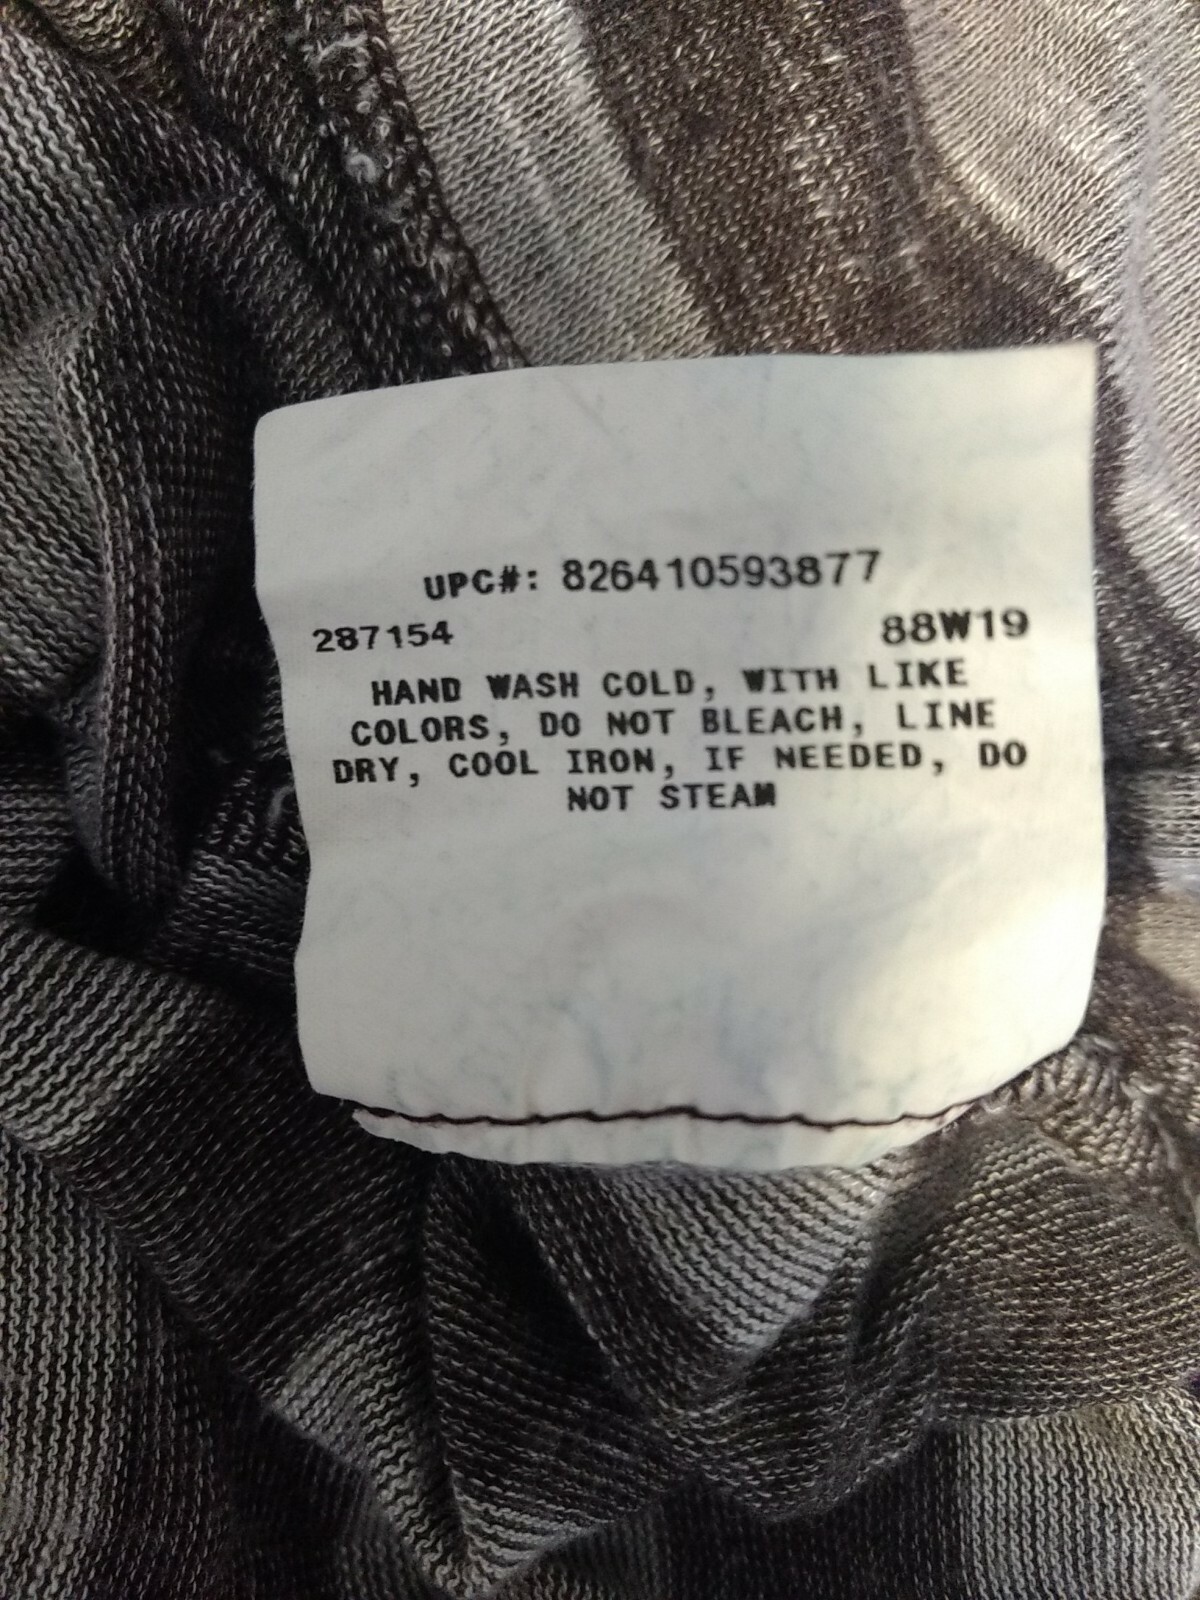 UPC#: 826410593877
287154 88W19
HAND WASH COLD, WITH LIKE
COLORS, DO NOT BLEACH, LINE
DRY, COOL IRON, IF NEEDED, DO
NOT STEAM